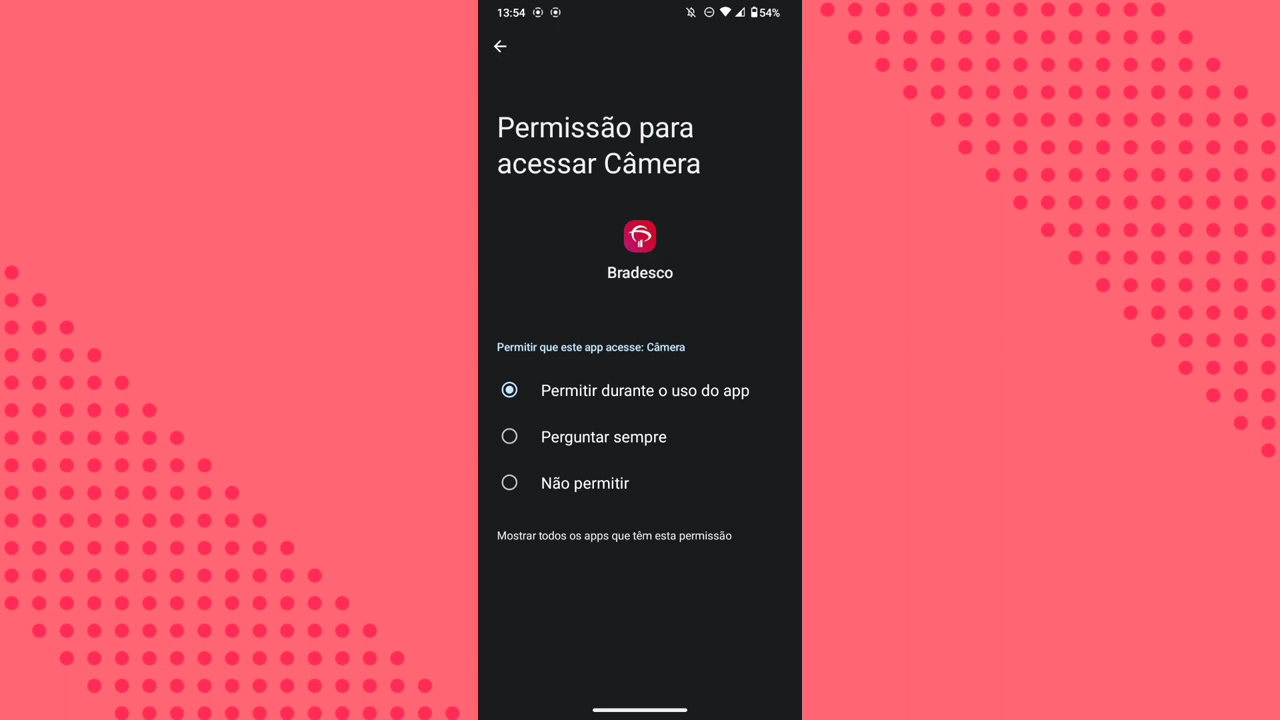 13:54
54%
Permissão para
acessar Câmera
Bradesco
Permitir que este app acesse: Câmera
Permitir durante o uso do app
Perguntar sempre
Não permitir
Mostrar todos os apps que têm esta permissão